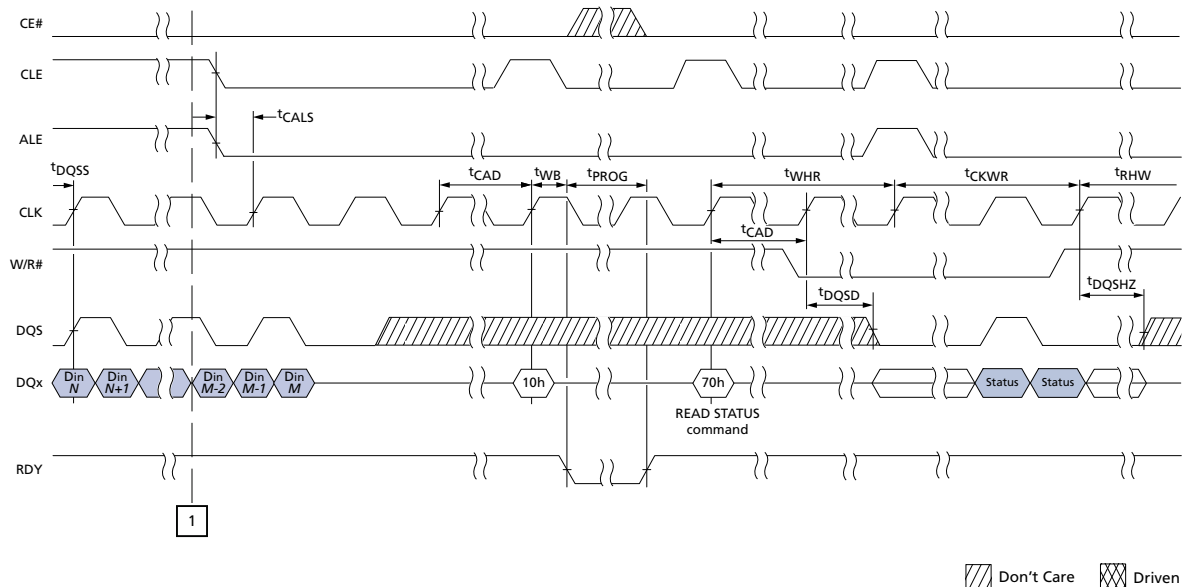 CE#
CLE
tCALS
ALE
tDQSS
tCAD
tWB
tPROG
tWHR
tCKWR
tRHW
CLK
tCAD
W/R#
tDQSD
tDQSHZ
DQS
DQx
Din N
Din N+1
Din M-2
Din M-1
Din M
10h
70h
Status
Status
READ STATUS
command
RDY
1
Don't Care
Driven